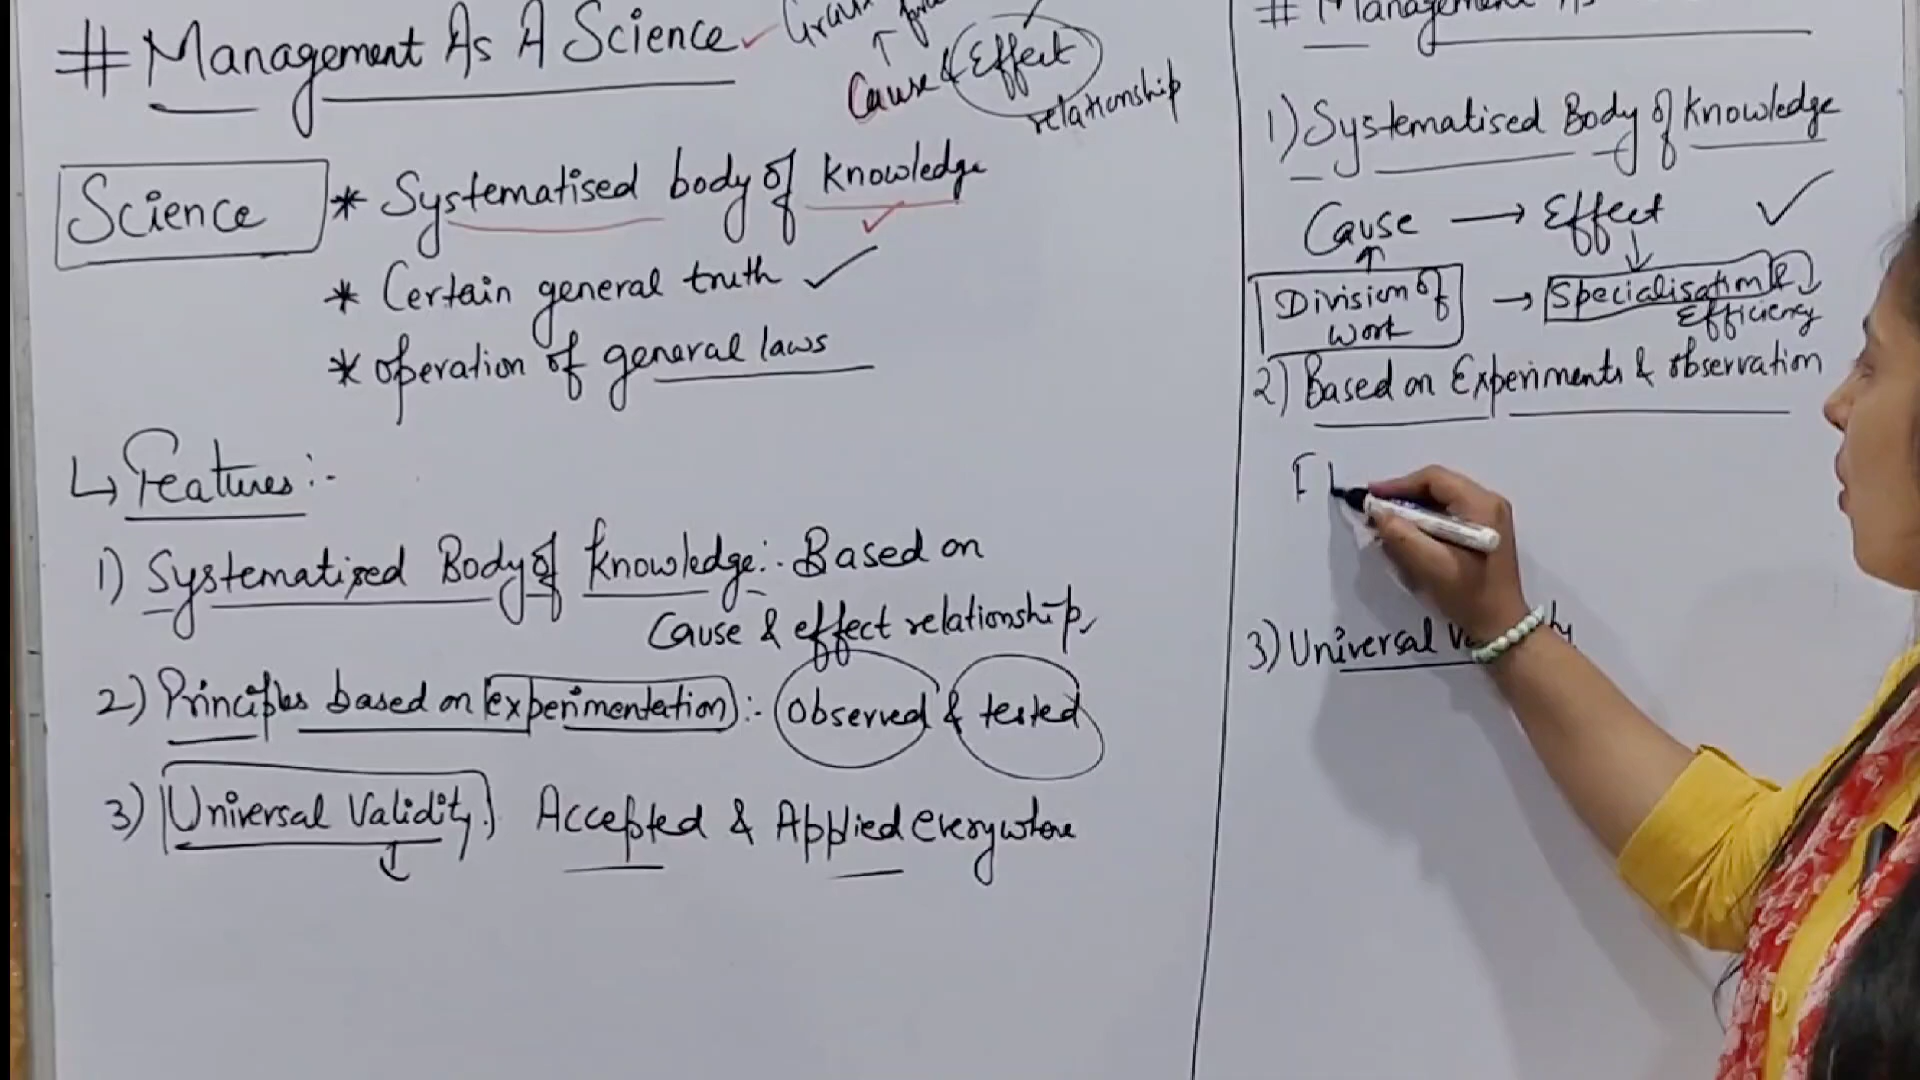 # Management As A Science
Cause & Effect
relationship
Science
* Systematised body of knowledge
* Certain general truth
* operation of general laws
Features:-
1) Systematized Body of knowledge:- Based on
Cause & effect relationship
2) Principles based on experimentation:- Observed & tested
3) Universal Validity. Accepted & Applied everywhere
# Management As
1) Systematised Body of knowledge
Cause → Effect
Division of → Specialisation &
work Efficiency
2) Based on Experiments & observation
3) Universal